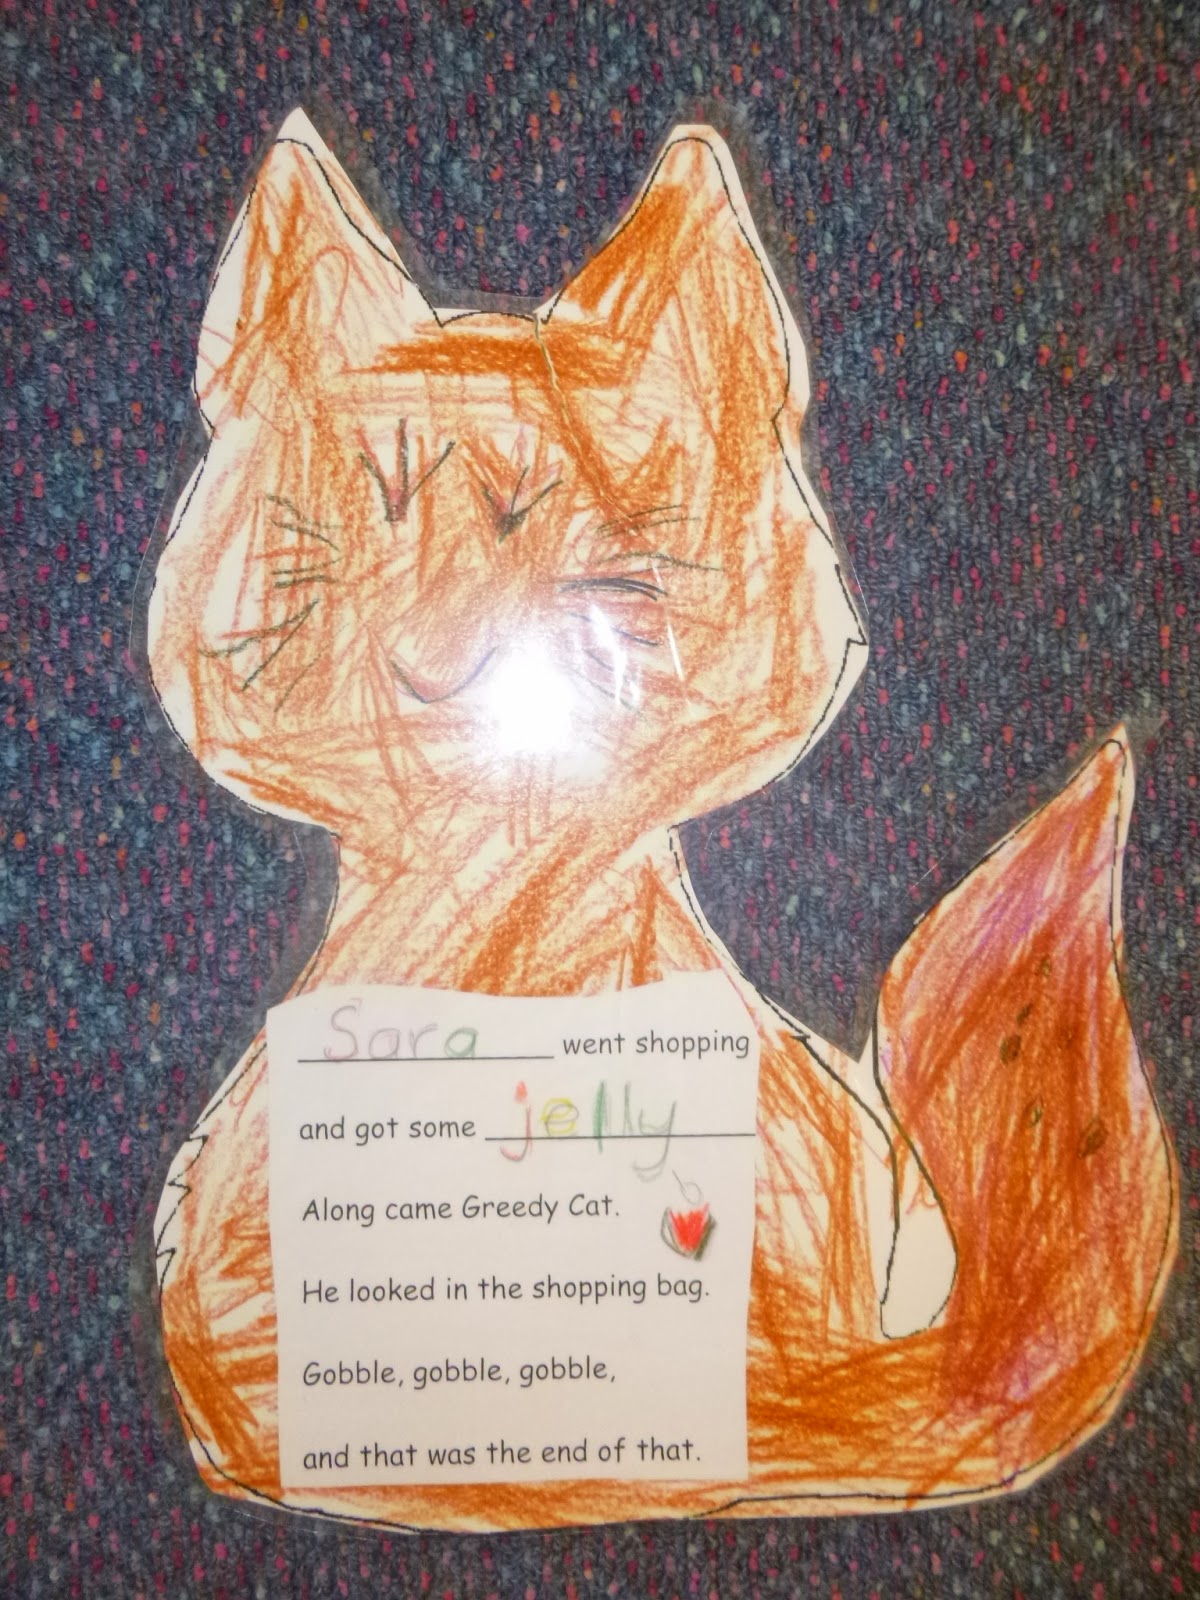 Sara went shopping
and got some jelly
Along came Greedy Cat.
He looked in the shopping bag.
Gobble, gobble, gobble,
and that was the end of that.